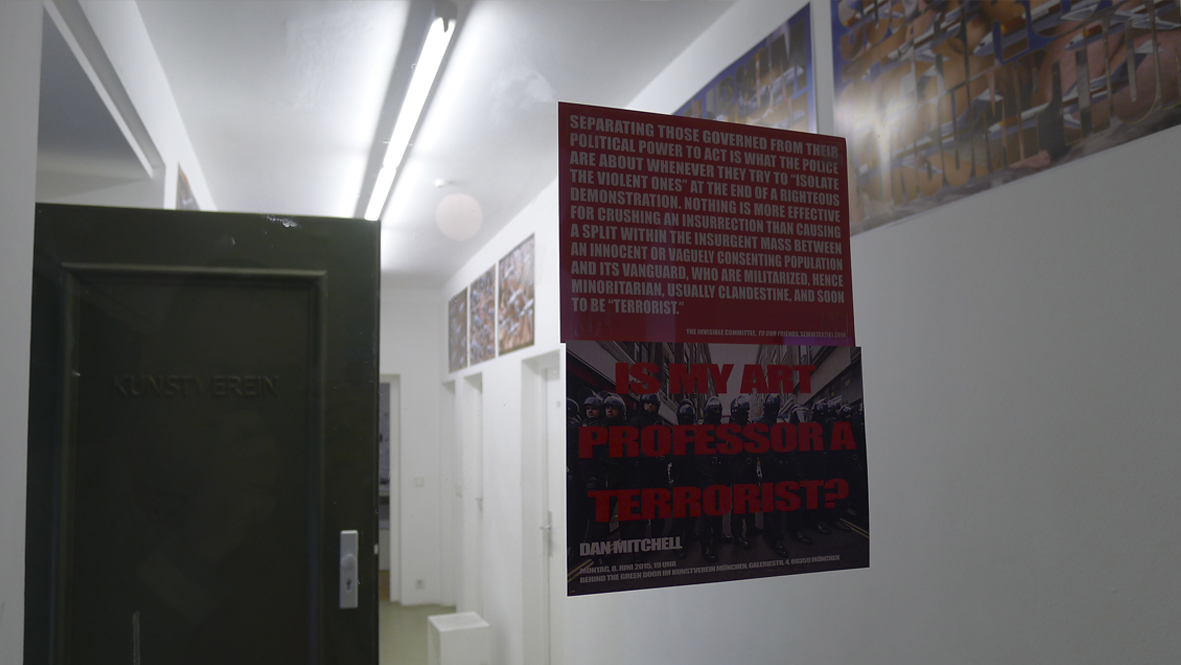 SEPARATING THOSE GOVERNED FROM THEIR
POLITICAL POWER TO ACT IS WHAT THE POLICE
ARE ABOUT WHENEVER THEY TRY TO "ISOLATE
THE VIOLENT ONES" AT THE END OF A RIGHTEOUS
DEMONSTRATION. NOTHING IS MORE EFFECTIVE
FOR CRUSHING AN INSURRECTION THAN CAUSING
A SPLIT WITHIN THE INSURGENT MASS BETWEEN
AN INNOCENT OR VAGUELY CONSENTING POPULATION
AND ITS VANGUARD, WHO ARE MILITARIZED, HENCE
MINORITARIAN, USUALLY CLANDESTINE, AND SOON
TO BE "TERRORIST."
THE INVISIBLE COMMITTEE, TO OUR FRIENDS, SEMIOTEXT(E) 2015
IS MY ART
PROFESSOR A
TERRORIST?
DAN MITCHELL
MONTAG, 8. JUNI 2015, 19 UHR
BEHIND THE GREEN DOOR IM KUNSTVEREIN MÜNCHEN, GALERIESTR. 4, 80539 MÜNCHEN
KUNSTVEREIN